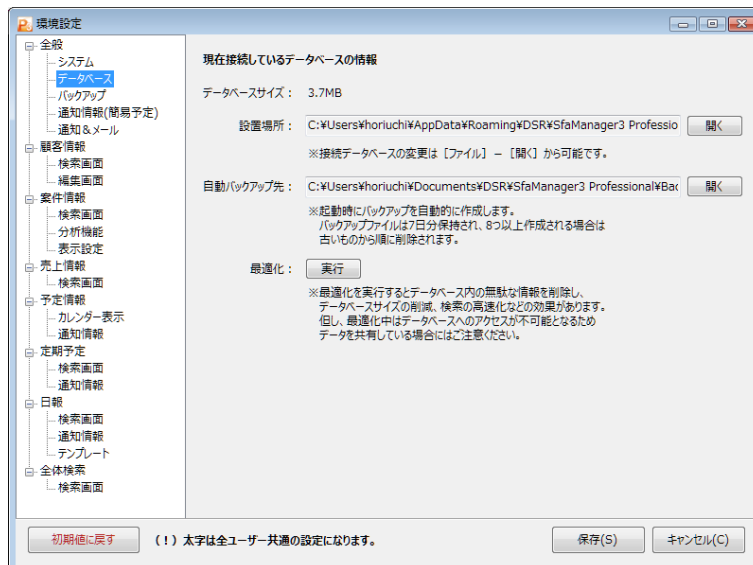 環境設定
全般
システム
データベース
バックアップ
通知情報(簡易予定)
通知＆メール
顧客情報
検索画面
編集画面
案件情報
検索画面
分析機能
表示設定
売上情報
検索画面
予定情報
カレンダー表示
通知情報
定期予定
検索画面
通知情報
日報
検索画面
通知情報
テンプレート
全体検索
検索画面
現在接続しているデータベースの情報
データベースサイズ： 3.7MB
設置場所： C:¥Users¥horiuchi¥AppData¥Roaming¥DSR¥SfaManager3 Professio 開く
※接続データベースの変更は［ファイル］－［開く］から可能です。
自動バックアップ先： C:¥Users¥horiuchi¥Documents¥DSR¥SfaManager3 Professional¥Bac 開く
※起動時にバックアップを自動的に作成します。
バックアップファイルは7日分保持され、8つ以上作成される場合は
古いものから順に削除されます。
最適化： 実行
※最適化を実行するとデータベース内の無駄な情報を削除し、
データベースサイズの削減、検索の高速化などの効果があります。
但し、最適化中はデータベースへのアクセスが不可能となるため
データを共有している場合にはご注意ください。
初期値に戻す （！）太字は全ユーザー共通の設定になります。 保存(S) キャンセル(C)